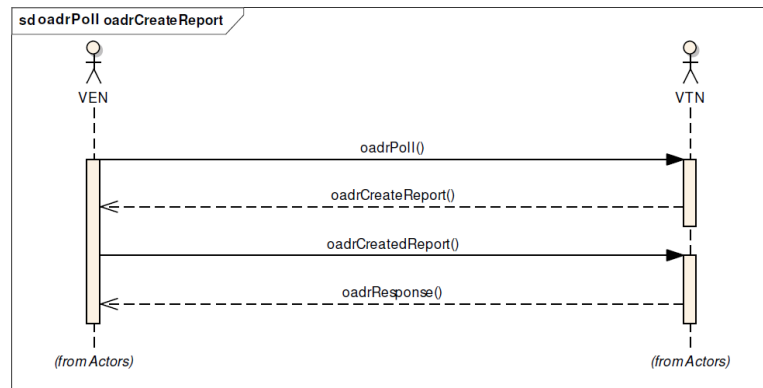 sd oadrPoll oadrCreateReport
VEN
VTN
oadrPoll()
oadrCreateReport()
oadrCreatedReport()
oadrResponse()
(from Actors)
(from Actors)